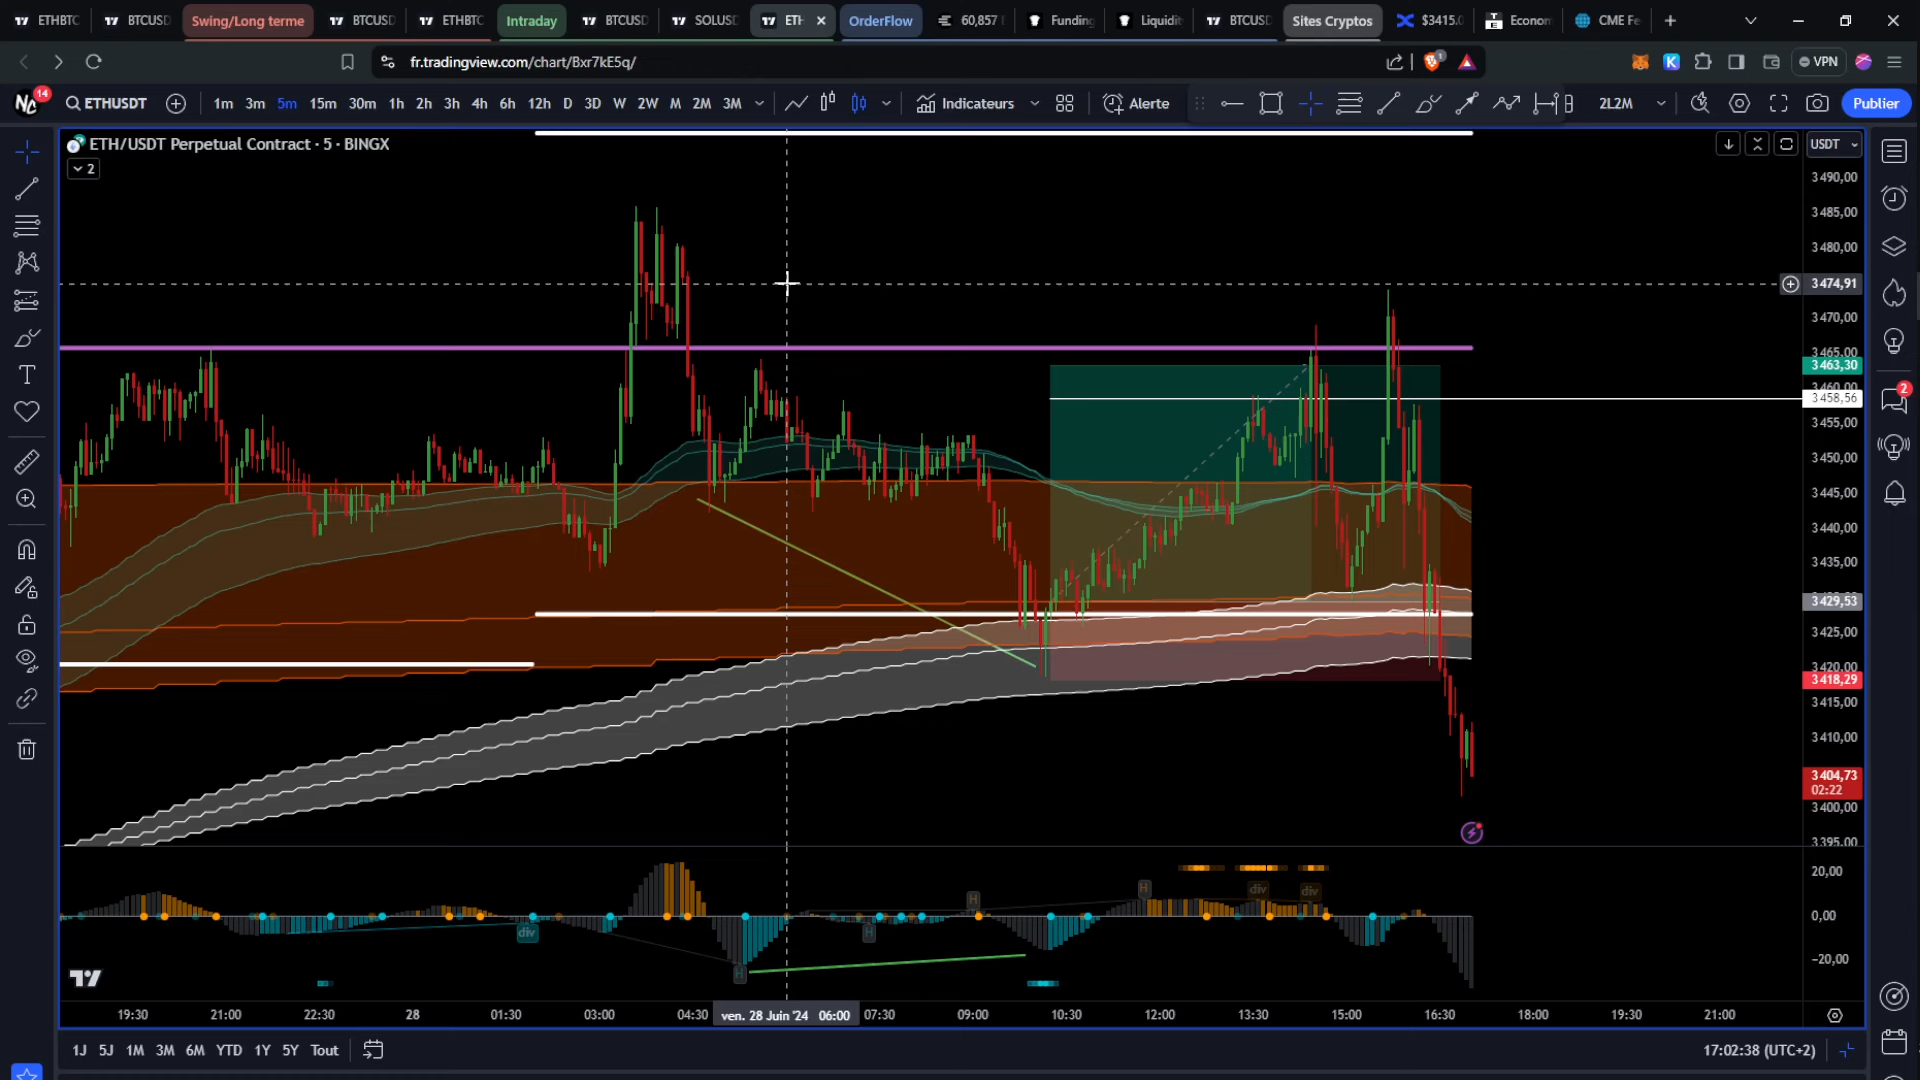 ETHBTC
BTCUSD
Swing/Long terme
BTCUSD
ETHBTC
Intraday
BTCUSD
SOLUSD
ETH
OrderFlow
60,857
Funding
Liquidit
BTCUSD
Sites Cryptos
$3415.0
Econom
CME Fe
fr.tradingview.com/chart/Bxr7kE5q/
1
VPN
14
ETHUSDT
1m 3m 5m 15m 30m 1h 2h 3h 4h 6h 12h D 3D W 2W M 2M 3M
Indicateurs
Alerte
2L2M
Publier
ETH/USDT Perpetual Contract · 5 · BINGX
2
USDT
3 490,00
3 485,00
3 480,00
3 474,91
3 470,00
3 465,00
3 463,30
3 460,00
3 458,56
3 455,00
3 450,00
3 445,00
3 440,00
3 435,00
3 429,53
3 425,00
3 420,00
3 418,29
3 415,00
3 410,00
3 404,73
02:22
3 400,00
3 395,00
2
20,00
0,00
−20,00
div
H
H
H
H
div
div
19:30
21:00
22:30
28
01:30
03:00
04:30
ven. 28 Juin '24 06:00
07:30
09:00
10:30
12:00
13:30
15:00
16:30
18:00
19:30
21:00
1J 5J 1M 3M 6M YTD 1Y 5Y Tout
17:02:38 (UTC+2)